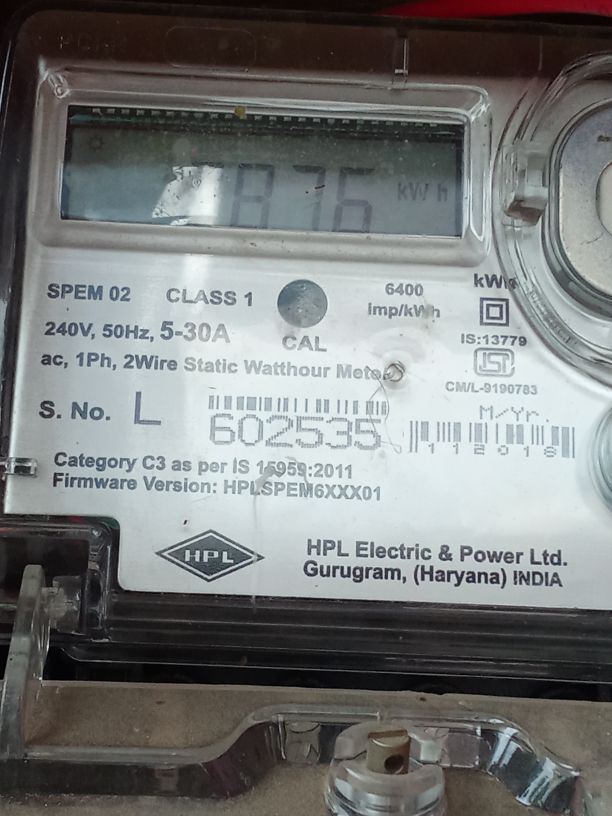 876 kWh
SPEM 02 CLASS 1 6400 kWh
Imp/kWh
240V, 50Hz, 5-30A CAL IS:13779
ac, 1Ph, 2Wire Static Watthour Meter CM/L-9190783
S. No. L 602535 M/Yr.
112018
Category C3 as per IS 15959:2011
Firmware Version: HPLSPEM6XXX01
HPL HPL Electric & Power Ltd.
Gurugram, (Haryana) INDIA